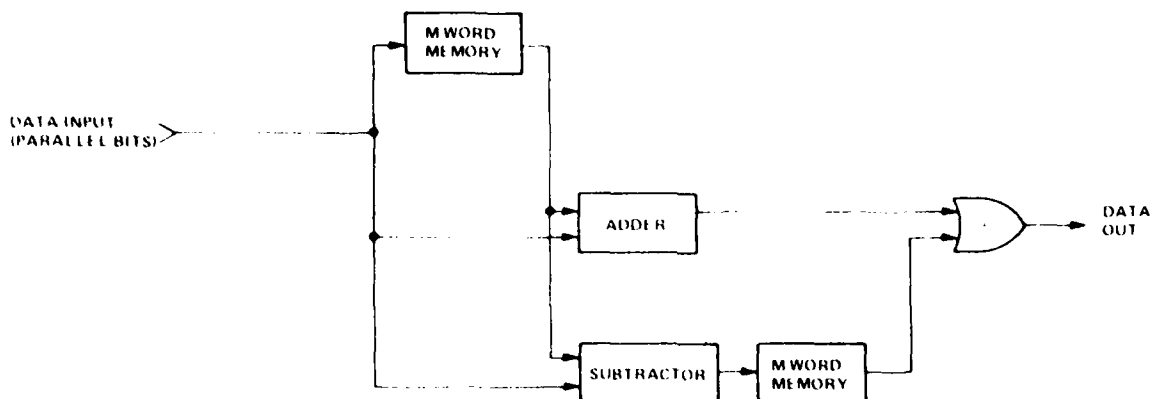 M WORD
MEMORY
DATA INPUT
(PARALLEL BITS)
ADDER
DATA
OUT
SUBTRACTOR
M WORD
MEMORY